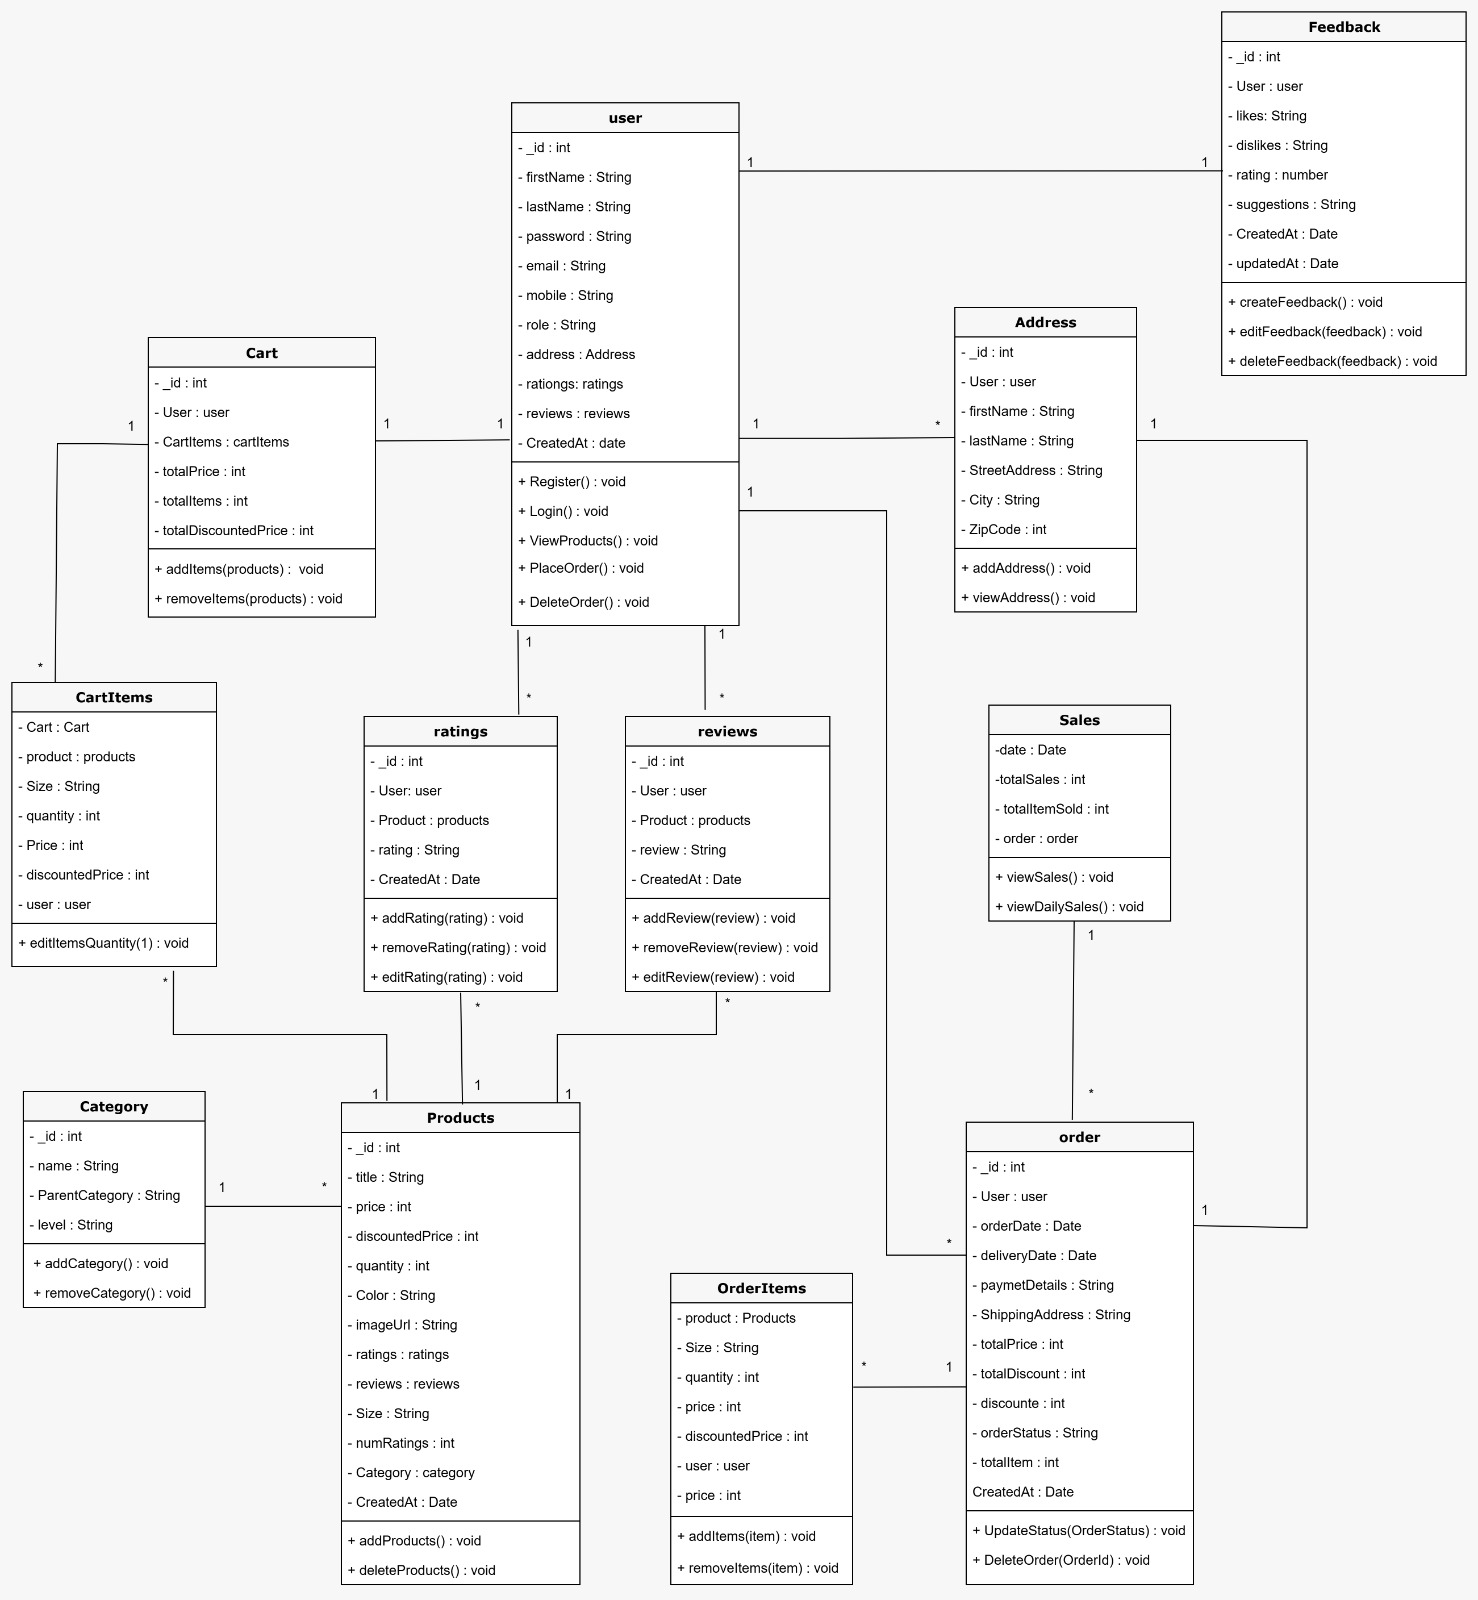 Feedback
- _id : int
- User : user
- likes: String
- dislikes : String
- rating : number
- suggestions : String
- CreatedAt : Date
- updatedAt : Date
+ createFeedback() : void
+ editFeedback(feedback) : void
+ deleteFeedback(feedback) : void
user
- _id : int
- firstName : String
- lastName : String
- password : String
- email : String
- mobile : String
- role : String
- address : Address
- rationgs: ratings
- reviews : reviews
- CreatedAt : date
+ Register() : void
+ Login() : void
+ ViewProducts() : void
+ PlaceOrder() : void
+ DeleteOrder() : void
1
1
Address
- _id : int
- User : user
- firstName : String
- lastName : String
- StreetAddress : String
- City : String
- ZipCode : int
+ addAddress() : void
+ viewAddress() : void
Cart
- _id : int
- User : user
- CartItems : cartItems
- totalPrice : int
- totalItems : int
- totalDiscountedPrice : int
+ addItems(products) :  void
+ removeItems(products) : void
1
1
1
1
*
1
1
*
1
*
1
*
CartItems
- Cart : Cart
- product : products
- Size : String
- quantity : int
- Price : int
- discountedPrice : int
- user : user
+ editItemsQuantity(1) : void
ratings
- _id : int
- User: user
- Product : products
- rating : String
- CreatedAt : Date
+ addRating(rating) : void
+ removeRating(rating) : void
+ editRating(rating) : void
reviews
- _id : int
- User : user
- Product : products
- review : String
- CreatedAt : Date
+ addReview(review) : void
+ removeReview(review) : void
+ editReview(review) : void
Sales
-date : Date
-totalSales : int
- totalItemSold : int
- order : order
+ viewSales() : void
+ viewDailySales() : void
1
*
*
*
*
1
1
1
Category
- _id : int
- name : String
- ParentCategory : String
- level : String
+ addCategory() : void
+ removeCategory() : void
1
*
Products
- _id : int
- title : String
- price : int
- discountedPrice : int
- quantity : int
- Color : String
- imageUrl : String
- ratings : ratings
- reviews : reviews
- Size : String
- numRatings : int
- Category : category
- CreatedAt : Date
+ addProducts() : void
+ deleteProducts() : void
OrderItems
- product : Products
- Size : String
- quantity : int
- price : int
- discountedPrice : int
- user : user
- price : int
+ addItems(item) : void
+ removeItems(item) : void
*
1
*
1
order
- _id : int
- User : user
- orderDate : Date
- deliveryDate : Date
- paymetDetails : String
- ShippingAddress : String
- totalPrice : int
- totalDiscount : int
- discounte : int
- orderStatus : String
- totalItem : int
CreatedAt : Date
+ UpdateStatus(OrderStatus) : void
+ DeleteOrder(OrderId) : void